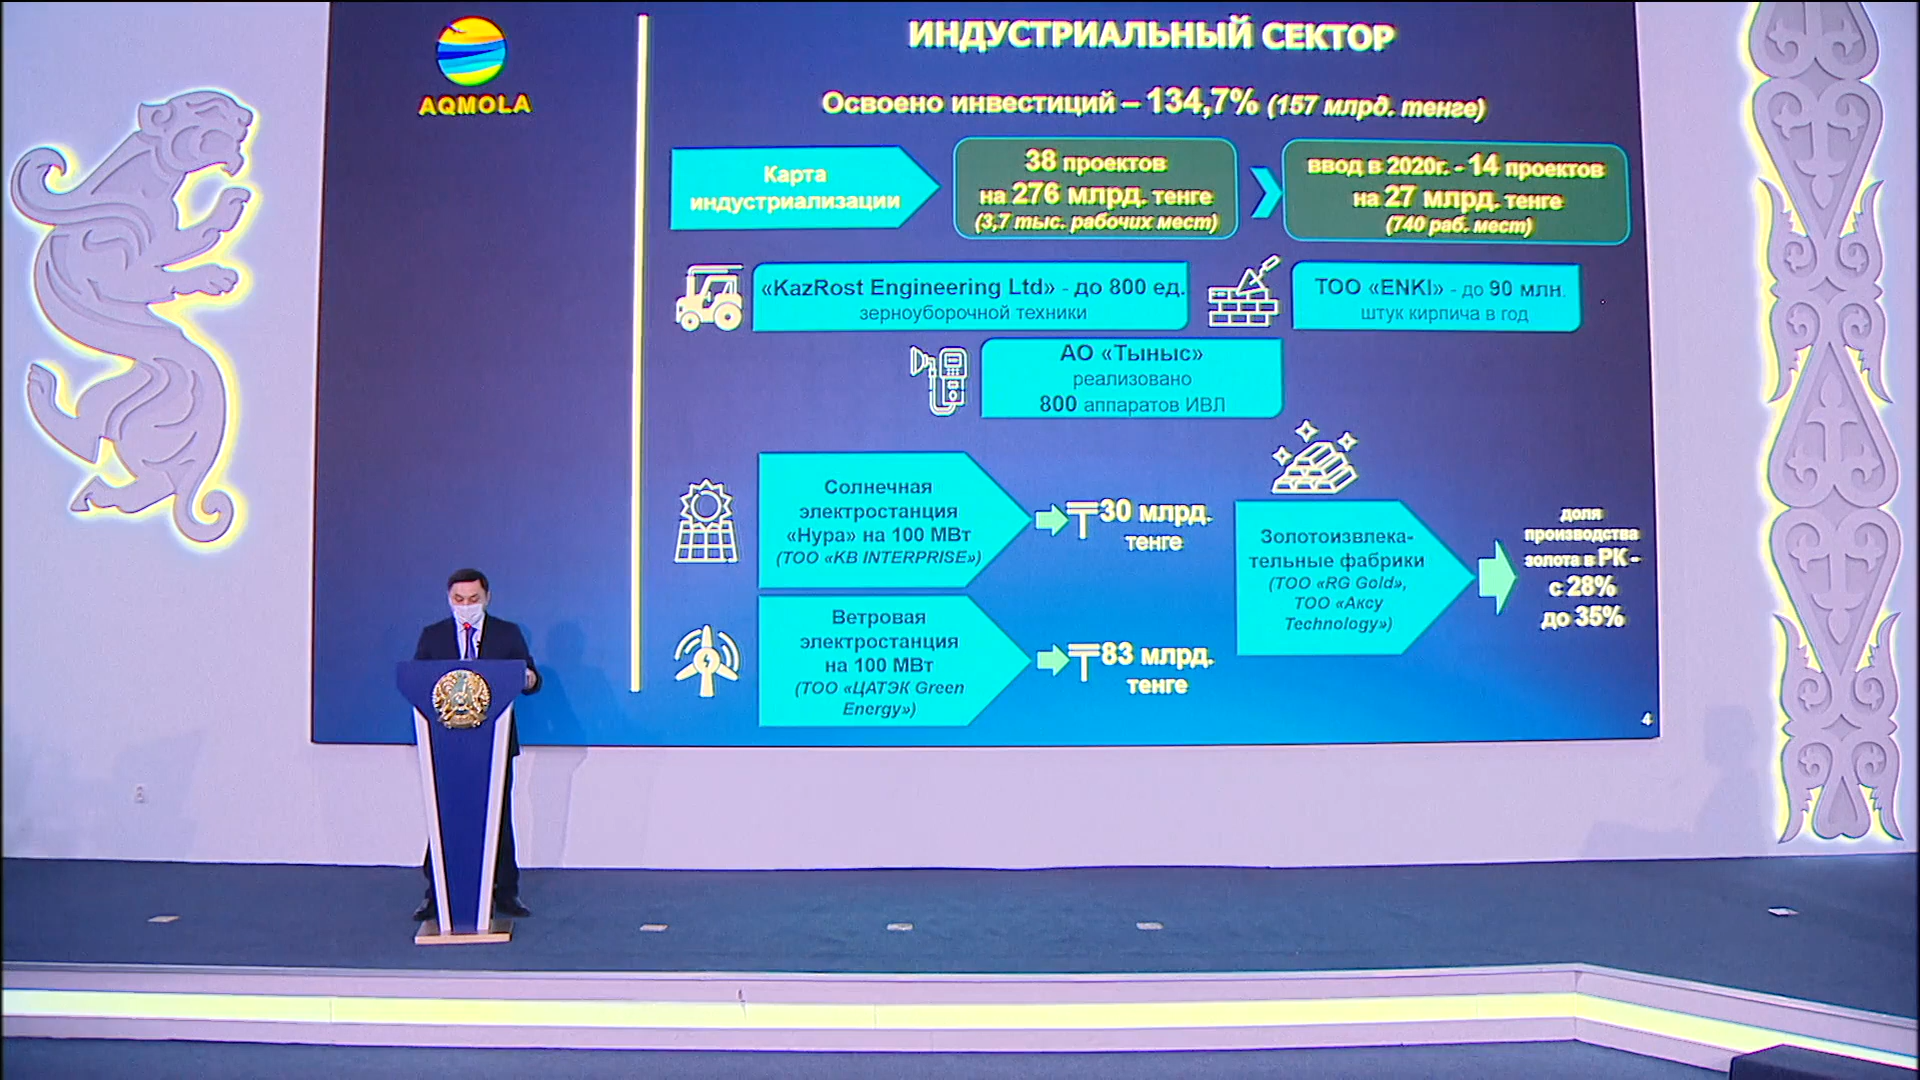 AQMOLA
ИНДУСТРИАЛЬНЫЙ СЕКТОР
Освоено инвестиций – 134,7% (157 млрд. тенге)
Карта
индустриализации
38 проектов
на 276 млрд. тенге
(3,7 тыс. рабочих мест)
ввод в 2020г. - 14 проектов
на 27 млрд. тенге
(740 раб. мест)
«KazRost Engineering Ltd» - до 800 ед.
зерноуборочной техники
ТОО «ENKI» - до 90 млн.
штук кирпича в год
АО «Тыныс»
реализовано
800 аппаратов ИВЛ
Солнечная
электростанция
«Нура» на 100 МВт
(ТОО «KB INTERPRISE»)
₸30 млрд.
тенге
Ветровая
электростанция
на 100 МВт
(ТОО «ЦАТЭК Green
Energy»)
₸83 млрд.
тенге
Золотоизвлека-
тельные фабрики
(ТОО «RG Gold»,
ТОО «Аксу
Technology»)
доля
производства
золота в РК -
с 28%
до 35%
4